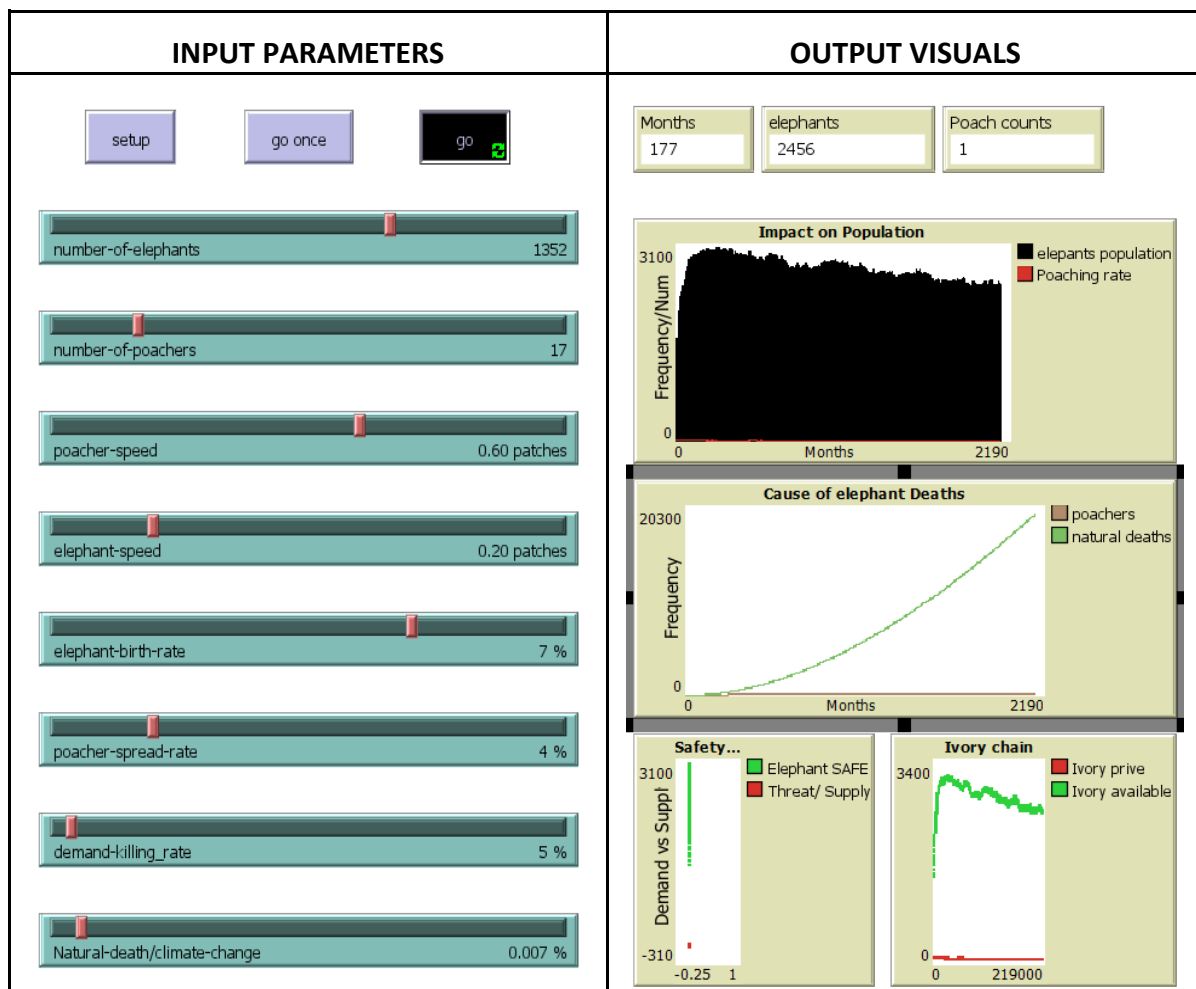 INPUT PARAMETERS
OUTPUT VISUALS
setup
go once
go
number-of-elephants 1352
number-of-poachers 17
poacher-speed 0.60 patches
elephant-speed 0.20 patches
elephant-birth-rate 7 %
poacher-spread-rate 4 %
demand-killing_rate 5 %
Natural-death/climate-change 0.007 %
Months
177
elephants
2456
Poach counts
1
Impact on Population
3100
0
Frequency/Num
0 Months 2190
elepants population
Poaching rate
Cause of elephant Deaths
20300
0
Frequency
0 Months 2190
poachers
natural deaths
Safety...
3100
-310
Demand vs Suppl
-0.25 1
Elephant SAFE
Threat/ Supply
Ivory chain
3400
0
0 219000
Ivory prive
Ivory available